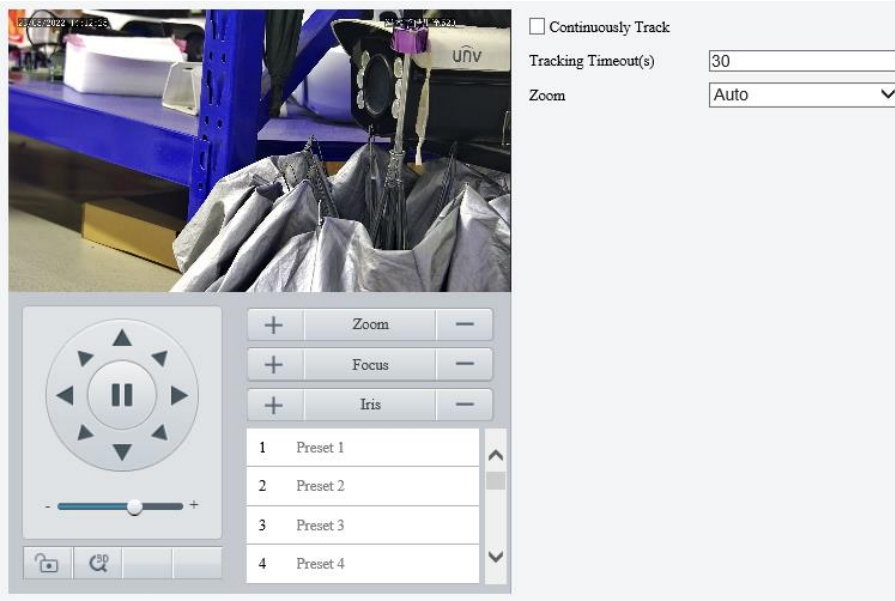 unv
Continuously Track
Tracking Timeout(s) 30
Zoom Auto
Zoom
Focus
Iris
1 Preset 1
2 Preset 2
3 Preset 3
4 Preset 4
- +
3D